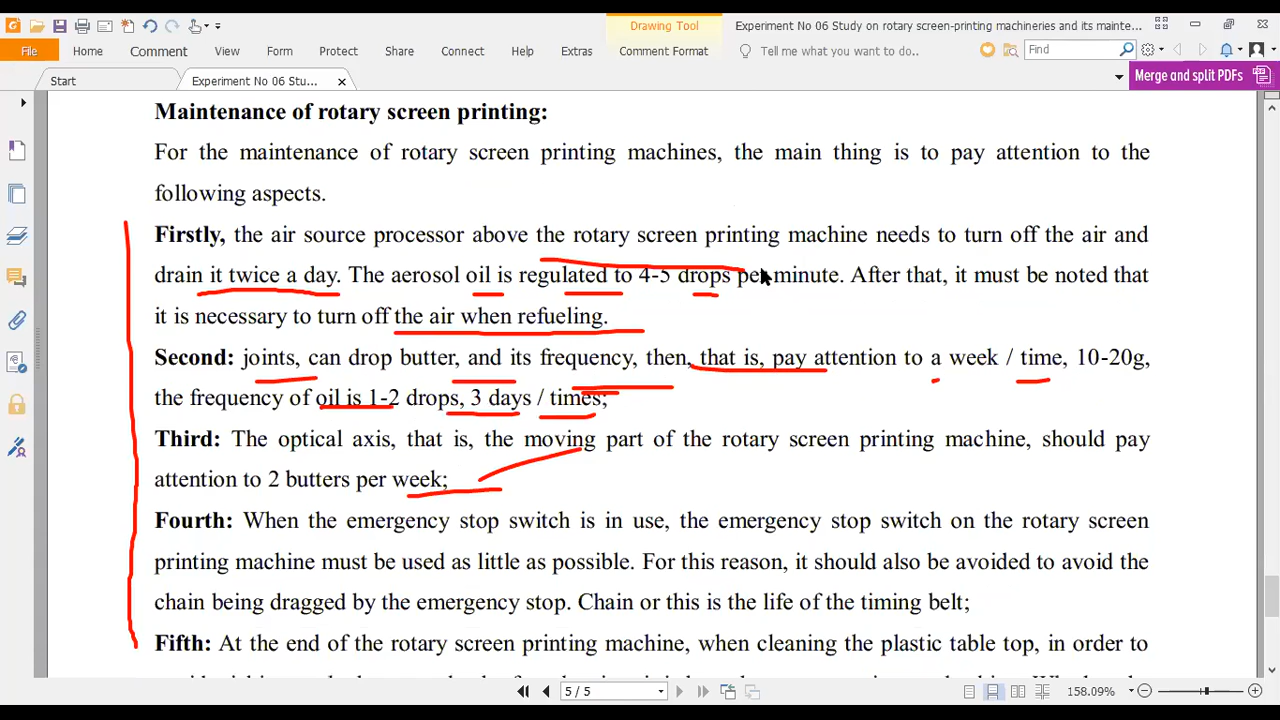 Drawing Tool
Experiment No 06 Study on rotary screen-printing machineries and its mainte...
File Home Comment View Form Protect Share Connect Help Extras Comment Format Tell me what you want to do.. Find
Start Experiment No 06 Stud... Merge and split PDFs
Maintenance of rotary screen printing:
For the maintenance of rotary screen printing machines, the main thing is to pay attention to the
following aspects.
Firstly, the air source processor above the rotary screen printing machine needs to turn off the air and
drain it twice a day. The aerosol oil is regulated to 4-5 drops per minute. After that, it must be noted that
it is necessary to turn off the air when refueling.
Second: joints, can drop butter, and its frequency, then, that is, pay attention to a week / time, 10-20g,
the frequency of oil is 1-2 drops, 3 days / times;
Third: The optical axis, that is, the moving part of the rotary screen printing machine, should pay
attention to 2 butters per week;
Fourth: When the emergency stop switch is in use, the emergency stop switch on the rotary screen
printing machine must be used as little as possible. For this reason, it should also be avoided to avoid the
chain being dragged by the emergency stop. Chain or this is the life of the timing belt;
Fifth: At the end of the rotary screen printing machine, when cleaning the plastic table top, in order to
5 / 5 158.09%